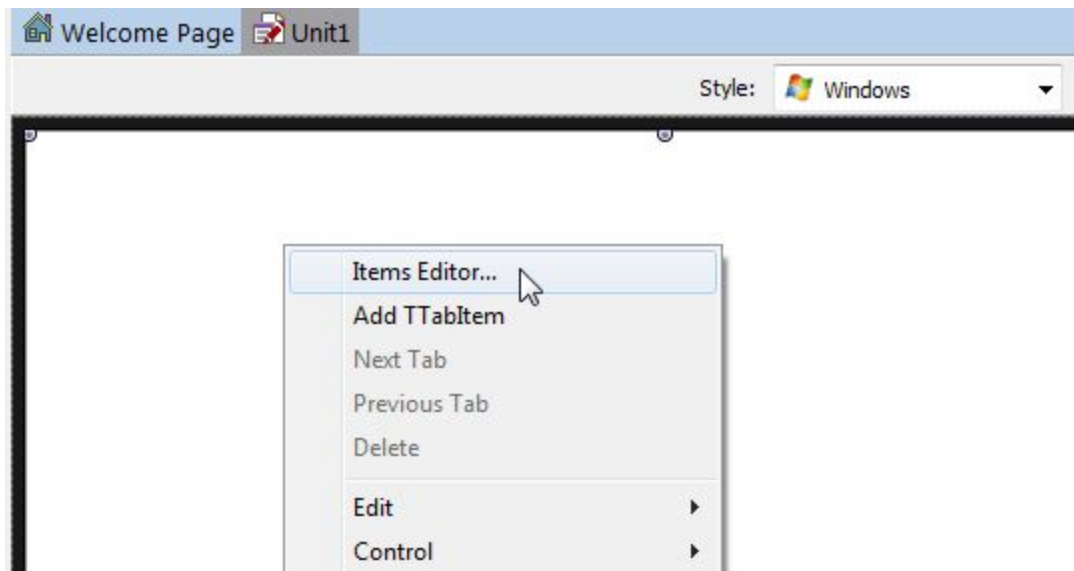 Welcome Page Unit1
Style: Windows
Items Editor...
Add TTabItem
Next Tab
Previous Tab
Delete
Edit
Control